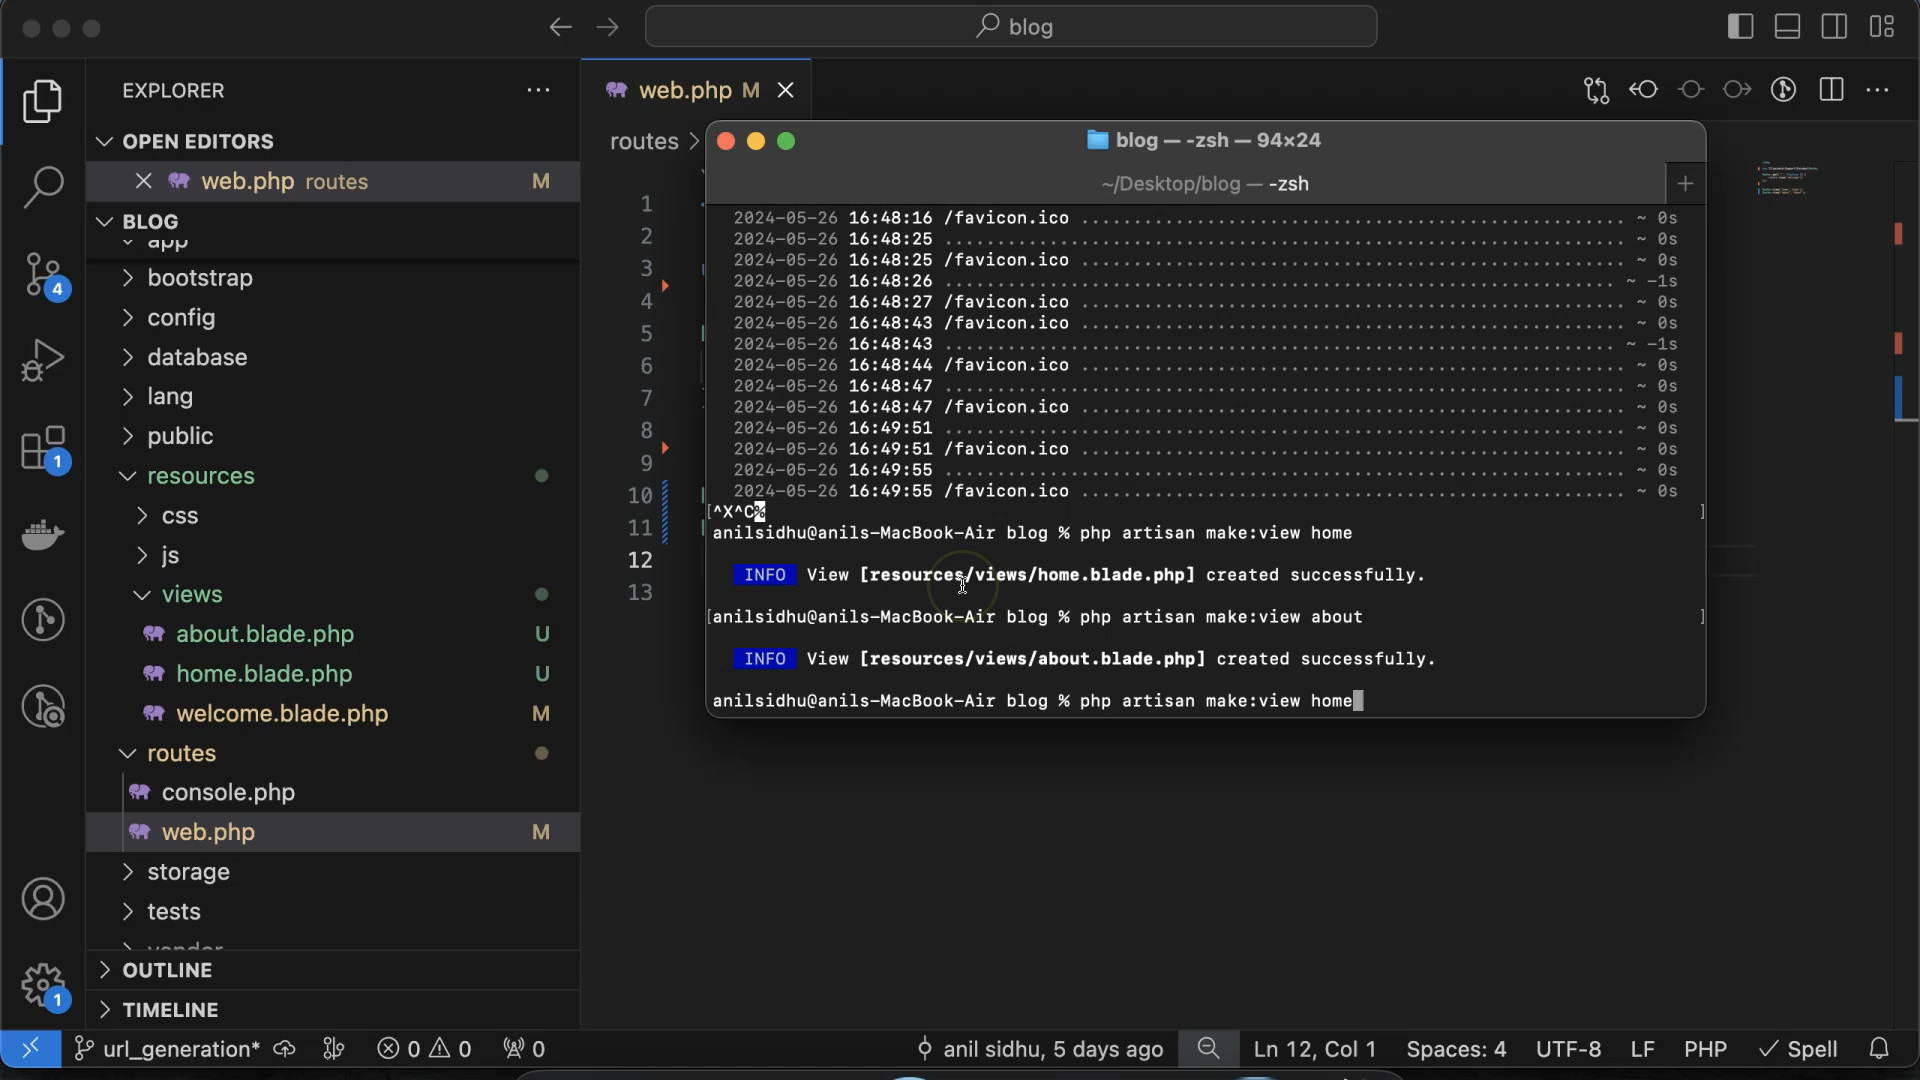 blog
EXPLORER
web.php M
OPEN EDITORS
web.php routes M
BLOG
app
bootstrap
config
database
lang
public
resources
css
js
views
about.blade.php U
home.blade.php U
welcome.blade.php M
routes
console.php
web.php M
storage
tests
vendor
OUTLINE
TIMELINE
4
1
1
routes >
1
2
3
4
5
6
7
8
9
10
11
12
13
blog — -zsh — 94×24
~/Desktop/blog — -zsh
2024-05-26 16:48:16 /favicon.ico ........ ~ 0s
2024-05-26 16:48:25 ........ ~ 0s
2024-05-26 16:48:25 /favicon.ico ........ ~ 0s
2024-05-26 16:48:26 ........ ~ -1s
2024-05-26 16:48:27 /favicon.ico ........ ~ 0s
2024-05-26 16:48:43 /favicon.ico ........ ~ 0s
2024-05-26 16:48:43 ........ ~ -1s
2024-05-26 16:48:44 /favicon.ico ........ ~ 0s
2024-05-26 16:48:47 ........ ~ 0s
2024-05-26 16:48:47 /favicon.ico ........ ~ 0s
2024-05-26 16:49:51 ........ ~ 0s
2024-05-26 16:49:51 /favicon.ico ........ ~ 0s
2024-05-26 16:49:55 ........ ~ 0s
2024-05-26 16:49:55 /favicon.ico ........ ~ 0s
[^X^C% ]
anilsidhu@anils-MacBook-Air blog % php artisan make:view home
INFO View [resources/views/home.blade.php] created successfully.
[anilsidhu@anils-MacBook-Air blog % php artisan make:view about ]
INFO View [resources/views/about.blade.php] created successfully.
anilsidhu@anils-MacBook-Air blog % php artisan make:view home
url_generation* 0 0 0 anil sidhu, 5 days ago Ln 12, Col 1 Spaces: 4 UTF-8 LF PHP Spell